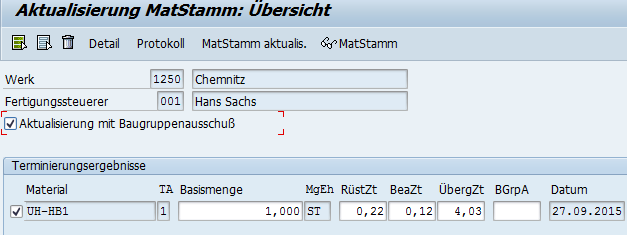 Aktualisierung MatStamm: Übersicht
Detail Protokoll MatStamm aktualis. MatStamm
Werk 1250 Chemnitz
Fertigungssteuerer 001 Hans Sachs
Aktualisierung mit Baugruppenausschuß
Terminierungsergebnisse
Material TA Basismenge MgEh RüstZt BeaZt ÜbergZt BGrpA Datum
UH-HB1 1 1,000 ST 0,22 0,12 4,03 27.09.2015